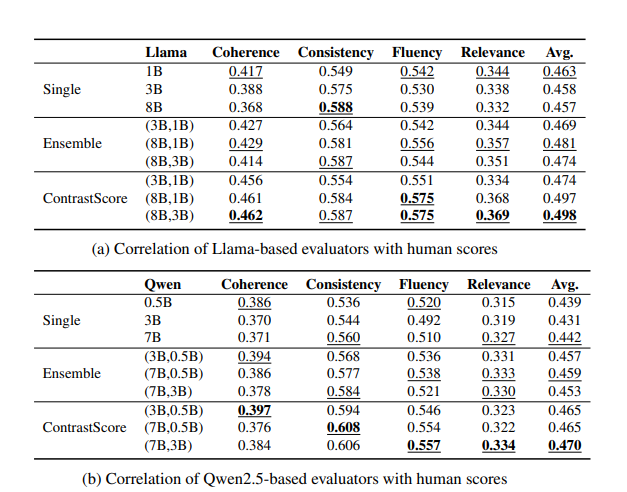 Llama Coherence Consistency Fluency Relevance Avg.
1B 0.417 0.549 0.542 0.344 0.463
Single 3B 0.388 0.575 0.530 0.338 0.458
8B 0.368 0.588 0.539 0.332 0.457
(3B,1B) 0.427 0.564 0.542 0.344 0.469
Ensemble (8B,1B) 0.429 0.581 0.556 0.357 0.481
(8B,3B) 0.414 0.587 0.544 0.351 0.474
(3B,1B) 0.456 0.554 0.551 0.334 0.474
ContrastScore (8B,1B) 0.461 0.584 0.575 0.368 0.497
(8B,3B) 0.462 0.587 0.575 0.369 0.498
(a) Correlation of Llama-based evaluators with human scores
Qwen Coherence Consistency Fluency Relevance Avg.
0.5B 0.386 0.536 0.520 0.315 0.439
Single 3B 0.370 0.544 0.492 0.319 0.431
7B 0.371 0.560 0.510 0.327 0.442
(3B,0.5B) 0.394 0.568 0.536 0.331 0.457
Ensemble (7B,0.5B) 0.386 0.577 0.538 0.333 0.459
(7B,3B) 0.378 0.584 0.521 0.330 0.453
(3B,0.5B) 0.397 0.594 0.546 0.323 0.465
ContrastScore (7B,0.5B) 0.376 0.608 0.554 0.322 0.465
(7B,3B) 0.384 0.606 0.557 0.334 0.470
(b) Correlation of Qwen2.5-based evaluators with human scores